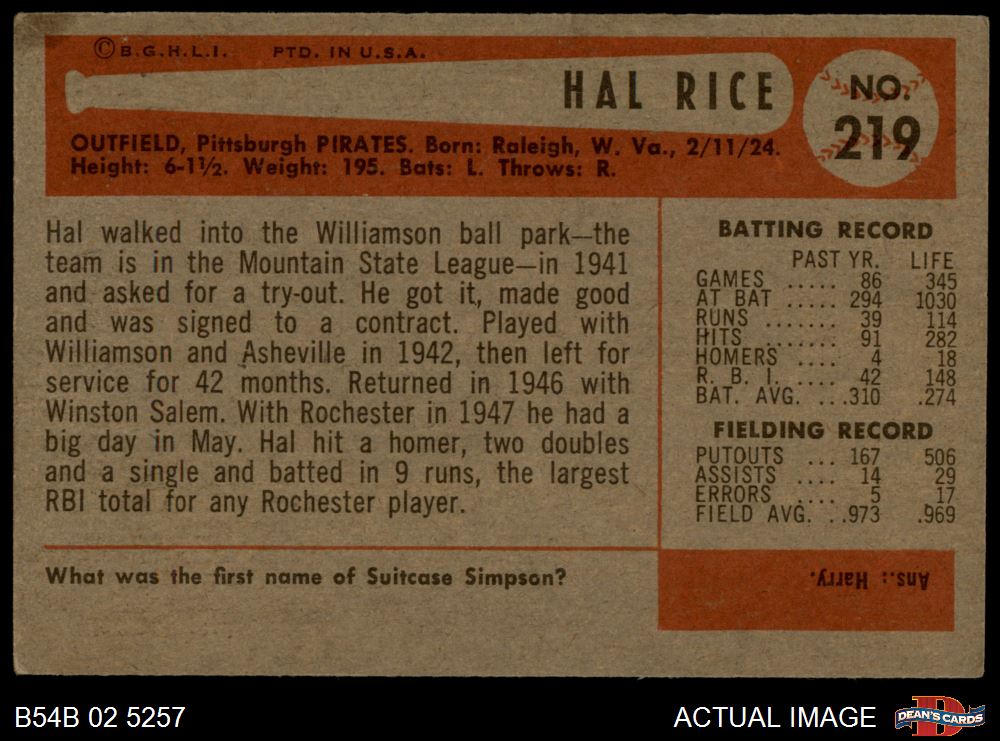 © B.G.H.L.I. PTD. IN U.S.A.
HAL RICE
NO.
219
OUTFIELD, Pittsburgh PIRATES. Born: Raleigh, W. Va., 2/11/24.
Height: 6-1½. Weight: 195. Bats: L. Throws: R.
Hal walked into the Williamson ball park—the
team is in the Mountain State League—in 1941
and asked for a try-out. He got it, made good
and was signed to a contract. Played with
Williamson and Asheville in 1942, then left for
service for 42 months. Returned in 1946 with
Winston Salem. With Rochester in 1947 he had a
big day in May. Hal hit a homer, two doubles
and a single and batted in 9 runs, the largest
RBI total for any Rochester player.
BATTING RECORD
PAST YR. LIFE
GAMES ..... 86 345
AT BAT ..... 294 1030
RUNS ....... 39 114
HITS ....... 91 282
HOMERS .... 4 18
R. B. I. .... 42 148
BAT. AVG. ...310 .274
FIELDING RECORD
PUTOUTS ... 167 506
ASSISTS .... 14 29
ERRORS .... 5 17
FIELD AVG. ..973 .969
What was the first name of Suitcase Simpson?
Ans.: Harry.
B54B 02 5257
ACTUAL IMAGE
DEAN'S CARDS